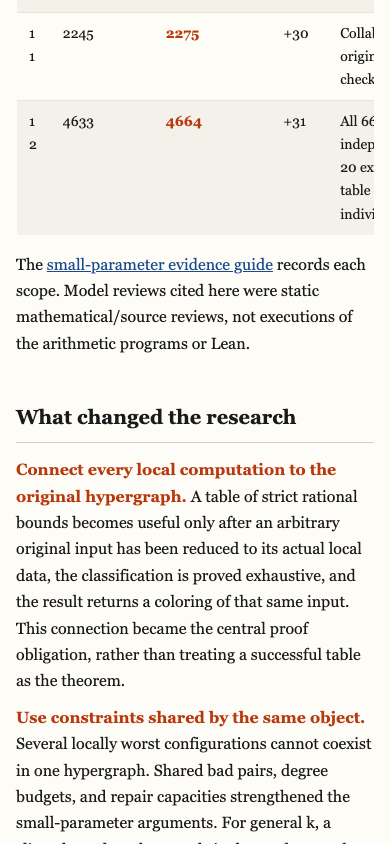 1 2245 2275 +30 Collab
1 origin
check
1 4633 4664 +31 All 66
2 indep
20 ex
table
indivi
The small-parameter evidence guide records each
scope. Model reviews cited here were static
mathematical/source reviews, not executions of
the arithmetic programs or Lean.
What changed the research
Connect every local computation to the
original hypergraph. A table of strict rational
bounds becomes useful only after an arbitrary
original input has been reduced to its actual local
data, the classification is proved exhaustive, and
the result returns a coloring of that same input.
This connection became the central proof
obligation, rather than treating a successful table
as the theorem.
Use constraints shared by the same object.
Several locally worst configurations cannot coexist
in one hypergraph. Shared bad pairs, degree
budgets, and repair capacities strengthened the
small-parameter arguments. For general k, a